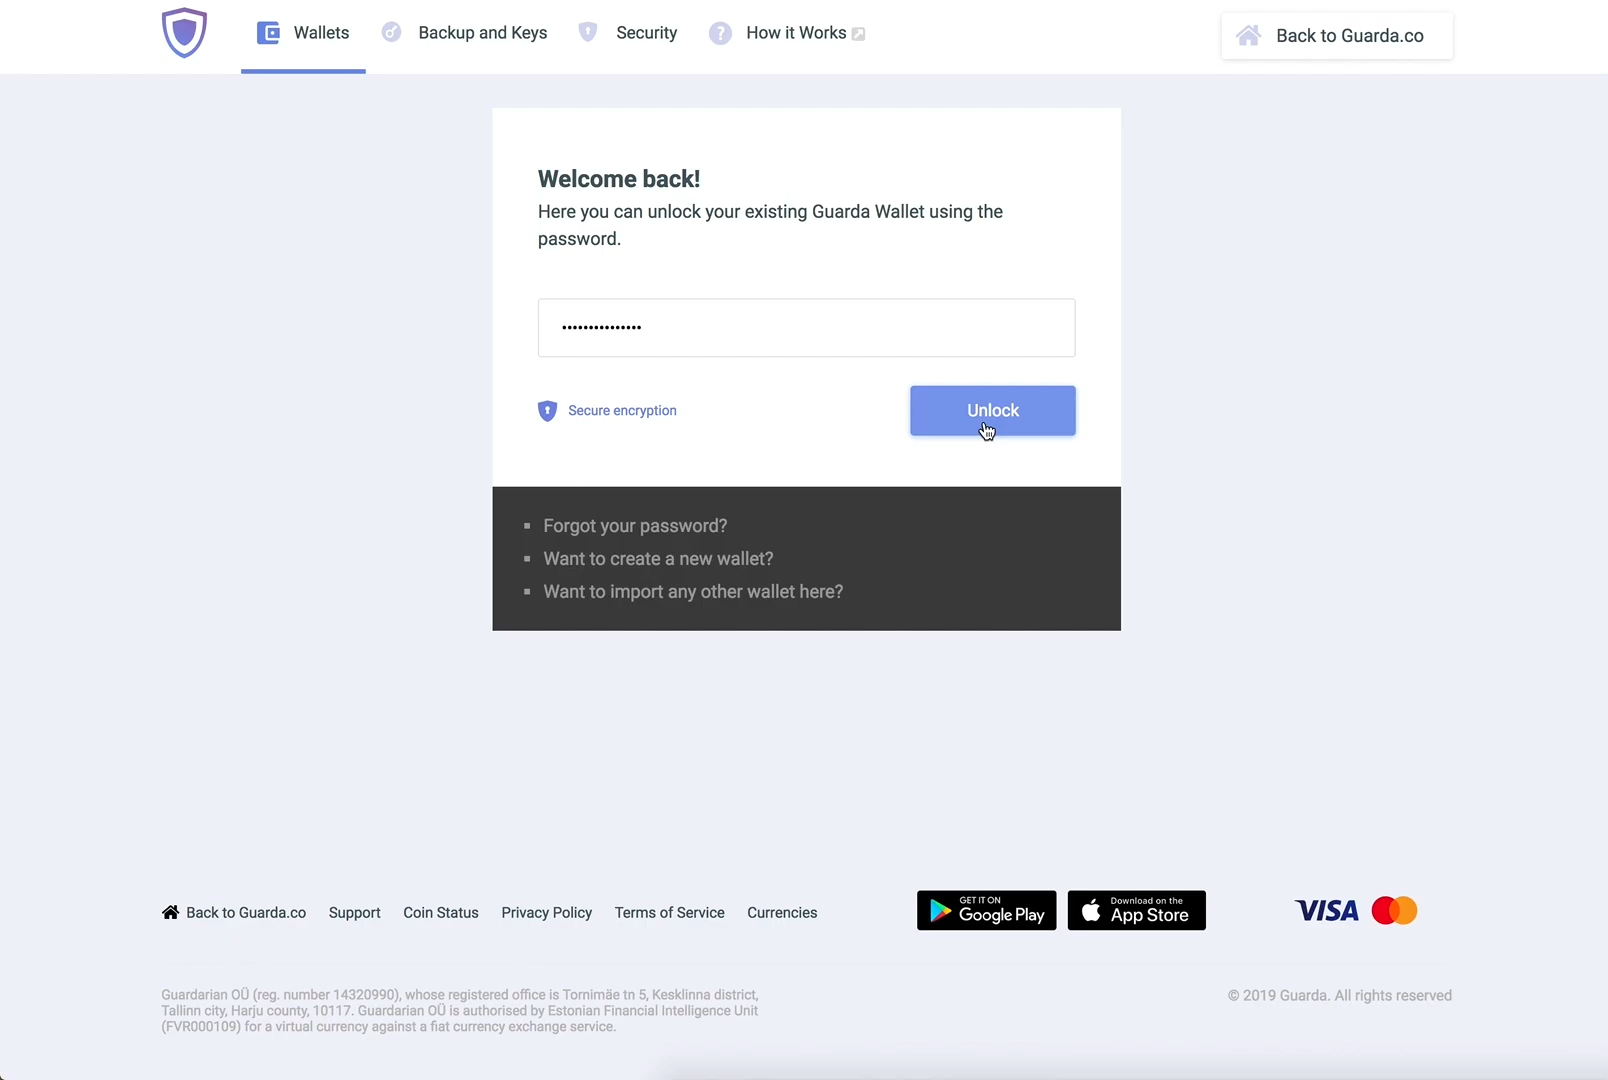 Wallets
Backup and Keys
Security
? How it Works
Back to Guarda.co
Welcome back!
Here you can unlock your existing Guarda Wallet using the
password.
•••••••••••••••
Secure encryption
Unlock
▪ Forgot your password?
▪ Want to create a new wallet?
▪ Want to import any other wallet here?
Back to Guarda.co
Support
Coin Status
Privacy Policy
Terms of Service
Currencies
GET IT ON
Google Play
Download on the
App Store
VISA
Guardarian OÜ (reg. number 14320990), whose registered office is Tornimäe tn 5, Kesklinna district,
Tallinn city, Harju county, 10117. Guardarian OÜ is authorised by Estonian Financial Intelligence Unit
(FVR000109) for a virtual currency against a fiat currency exchange service.
© 2019 Guarda. All rights reserved